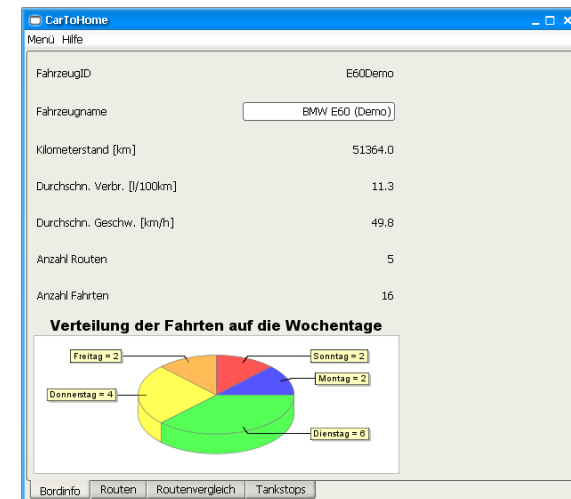 CarToHome
Menü Hilfe
FahrzeugID E60Demo
Fahrzeugname BMW E60 (Demo)
Kilometerstand [km] 51364.0
Durchschn. Verbr. [l/100km] 11.3
Durchschn. Geschw. [km/h] 49.8
Anzahl Routen 5
Anzahl Fahrten 16
Verteilung der Fahrten auf die Wochentage
Freitag = 2 Sonntag = 2
Montag = 2
Donnerstag = 4
Dienstag = 6
Bordinfo Routen Routenvergleich Tankstops